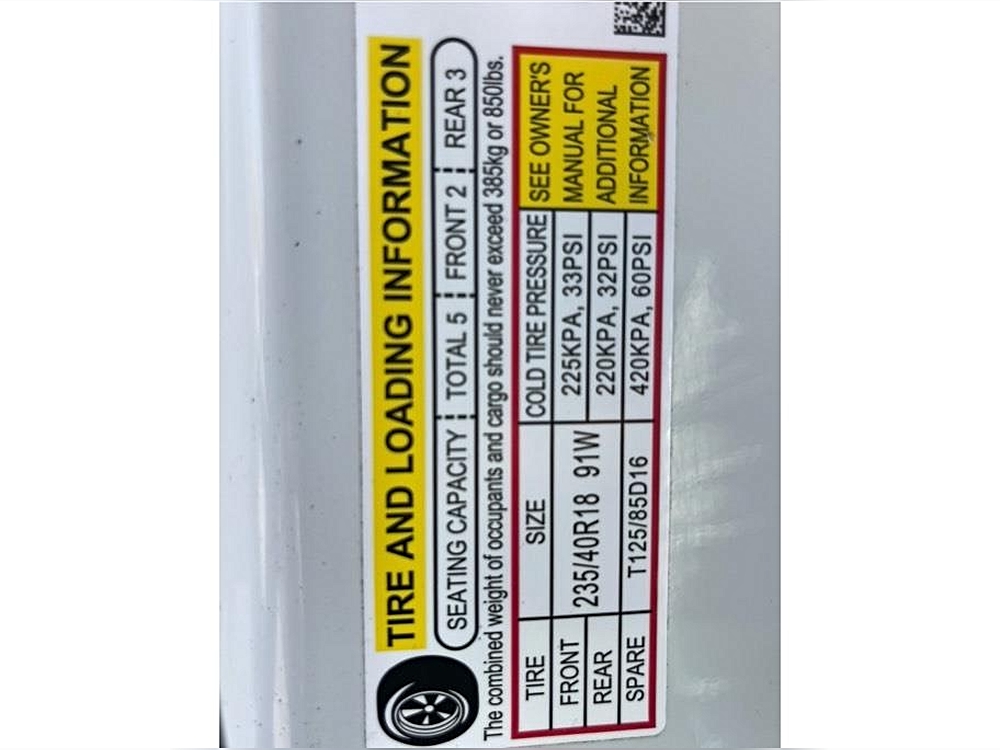 TIRE AND LOADING INFORMATION
SEATING CAPACITY TOTAL 5 FRONT 2 REAR 3
The combined weight of occupants and cargo should never exceed 385kg or 850lbs.
TIRE SIZE COLD TIRE PRESSURE
FRONT 235/40R18 91W 225KPA, 33PSI
REAR 220KPA, 32PSI
SPARE T125/85D16 420KPA, 60PSI
SEE OWNER'S
MANUAL FOR
ADDITIONAL
INFORMATION